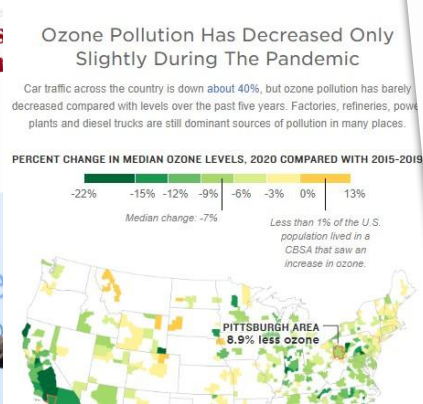 Ozone Pollution Has Decreased Only
Slightly During The Pandemic
Car traffic across the country is down about 40%, but ozone pollution has barely
decreased compared with levels over the past five years. Factories, refineries,
plants and diesel trucks are still dominant sources of pollution in many places.
PERCENT CHANGE IN MEDIAN OZONE LEVELS, 2020 COMPARED WITH 2015-2019
-22% -15% -12% -9% -6% -3% 0% 13%
Median change: -7%
Less than 1% of the U.S.
population lived in a
CBSA that saw an
increase in ozone.
PITTSBURGH AREA
8.9% less ozone